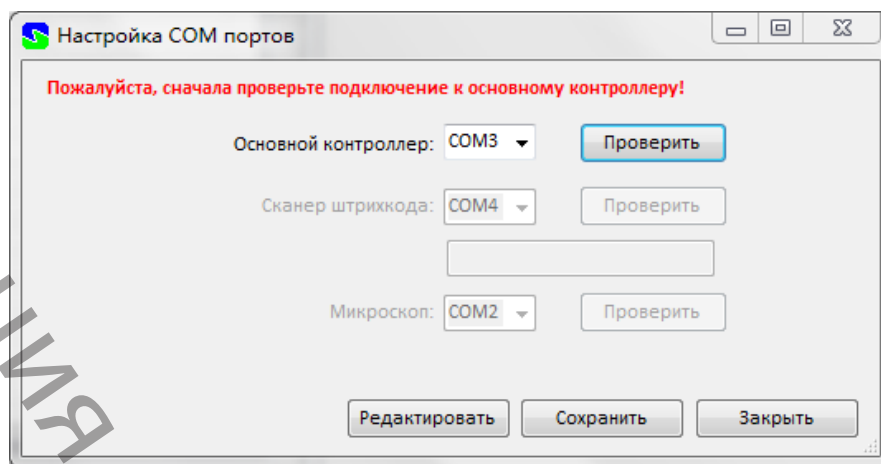 Настройка COM портов
Пожалуйста, сначала проверьте подключение к основному контроллеру!
Основной контроллер: COM3 Проверить
Сканер штрихкода: COM4 Проверить
Микроскоп: COM2 Проверить
Редактировать Сохранить Закрыть